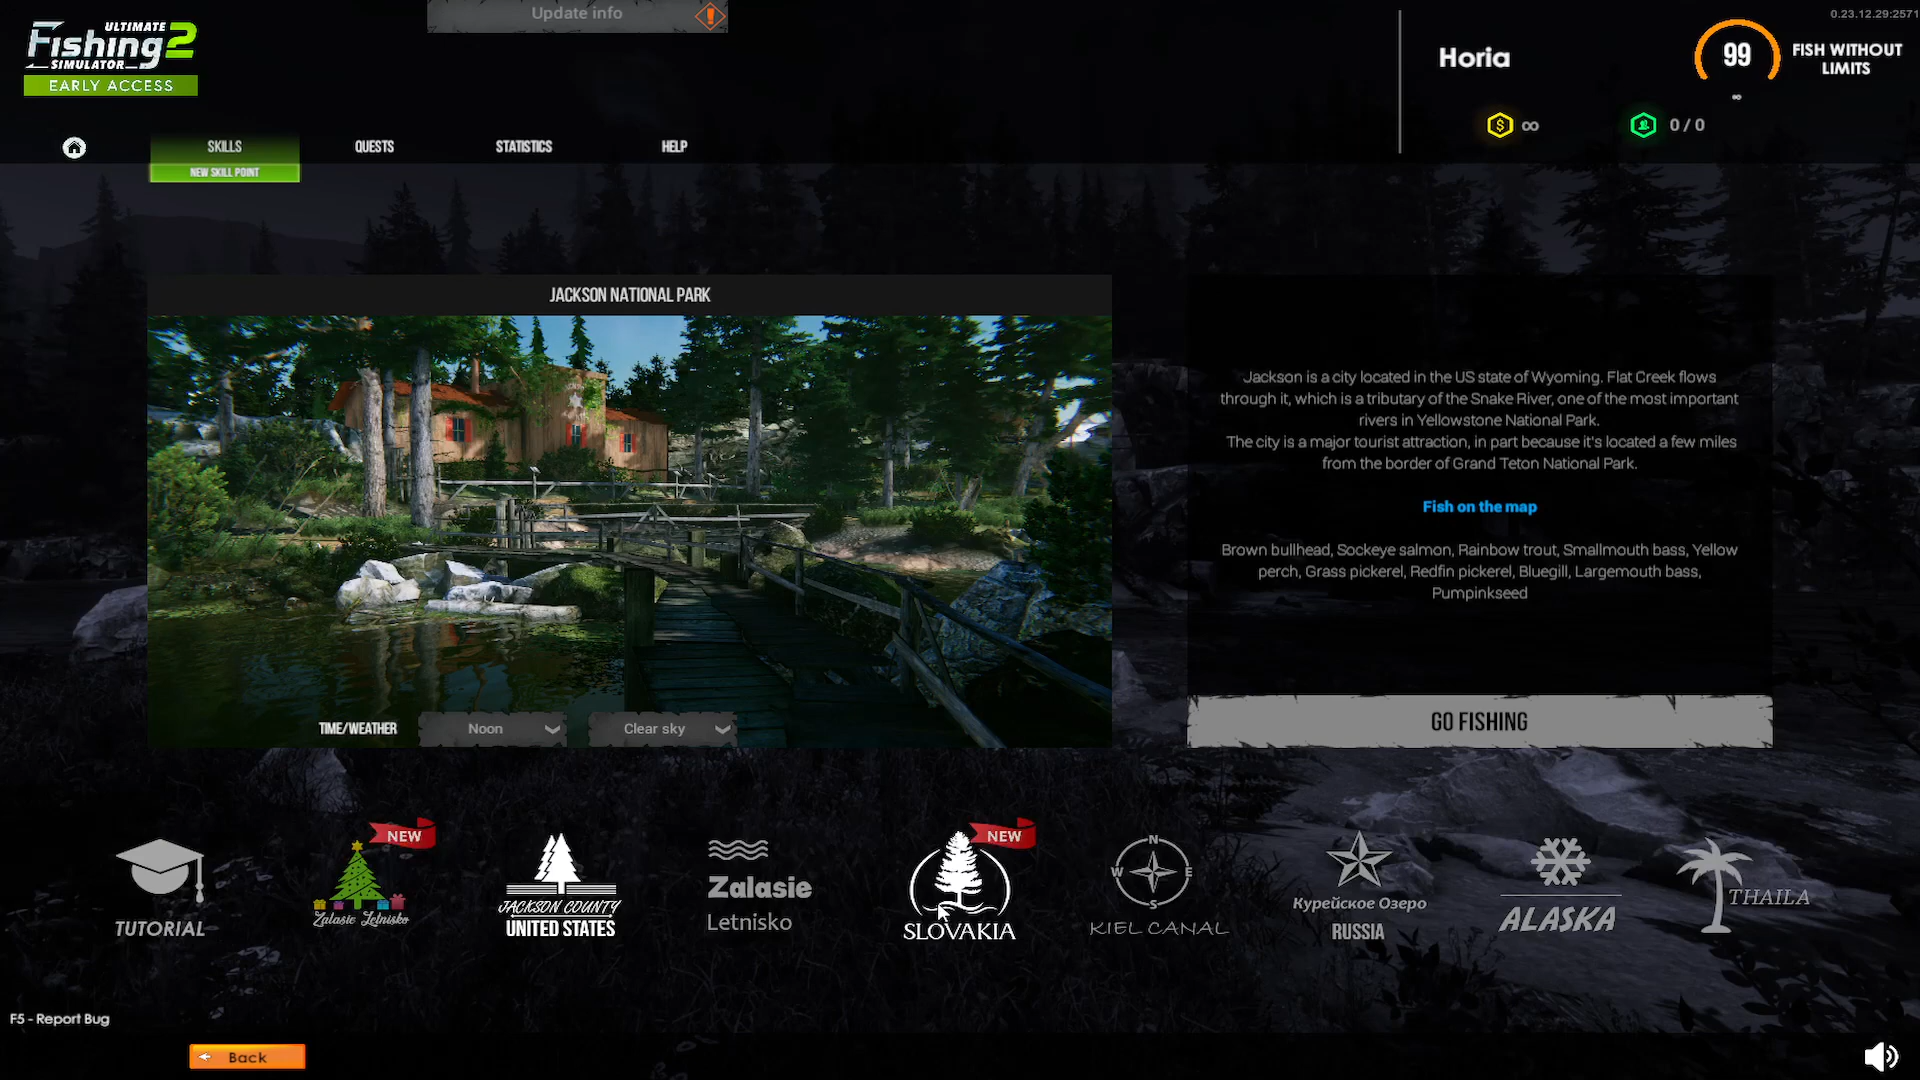 Update info
0.23.12.29:2571
ULTIMATE
Fishing 2
SIMULATOR
EARLY ACCESS
Horia
99
FISH WITHOUT
LIMITS
∞
∞
0 / 0
SKILLS
QUESTS
STATISTICS
HELP
NEW SKILL POINT
JACKSON NATIONAL PARK
Jackson is a city located in the US state of Wyoming. Flat Creek flows
through it, which is a tributary of the Snake River, one of the most important
rivers in Yellowstone National Park.
The city is a major tourist attraction, in part because it's located a few miles
from the border of Grand Teton National Park.
Fish on the map
Brown bullhead, Sockeye salmon, Rainbow trout, Smallmouth bass, Yellow
perch, Grass pickerel, Redfin pickerel, Bluegill, Largemouth bass,
Pumpinkseed
TIME/WEATHER
Noon
Clear sky
GO FISHING
TUTORIAL
NEW
Zalasie Letnisko
JACKSON COUNTY
UNITED STATES
Zalasie
Letnisko
NEW
SLOVAKIA
N
W
E
S
KIEL CANAL
Курейское Озеро
RUSSIA
ALASKA
THAILA
F5 - Report Bug
Back